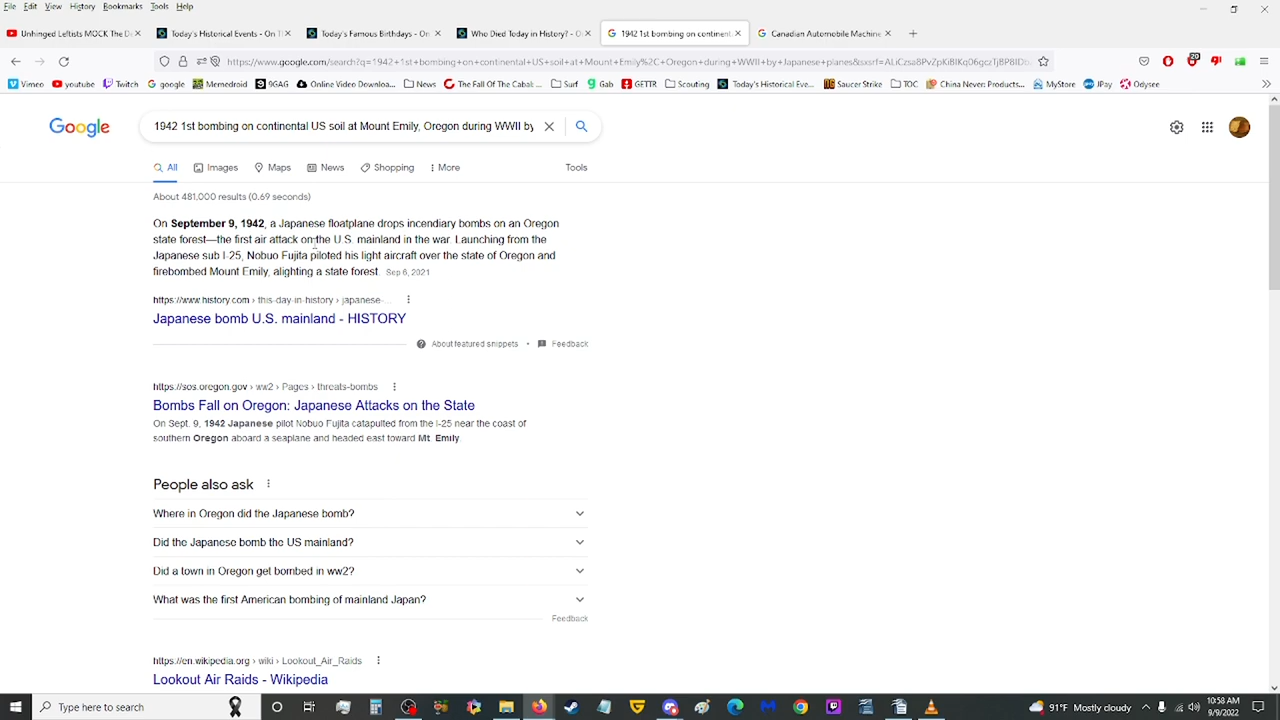 File Edit View History Bookmarks Tools Help
Unhinged Leftists MOCK The D Today's Historical Events - On T Today's Famous Birthdays - On Who Died Today in History? - O 1942 1st bombing on continent Canadian Automobile Machine
Vimeo youtube Twitch google Memedroid 9GAG Online Video Downloa... News The Fall Of The Cabal: ... Surf Gab GETTR Scouting Today's Historical Eve... Saucer Strike TOC China Never: Produc... MyStore JPay Odysee
Google
1942 1st bombing on continental US soil at Mount Emily, Oregon during WWII by
All Images Maps News Shopping More Tools
About 481,000 results (0.69 seconds)
On September 9, 1942, a Japanese floatplane drops incendiary bombs on an Oregon
state forest—the first air attack on the U.S. mainland in the war. Launching from the
Japanese sub I-25, Nobuo Fujita piloted his light aircraft over the state of Oregon and
firebombed Mount Emily, alighting a state forest. Sep 6, 2021
https://www.history.com › this-day-in-history › japanese-...
Japanese bomb U.S. mainland - HISTORY
About featured snippets • Feedback
https://sos.oregon.gov › ww2 › Pages › threats-bombs
Bombs Fall on Oregon: Japanese Attacks on the State
On Sept. 9, 1942 Japanese pilot Nobuo Fujita catapulted from the I-25 near the coast of
southern Oregon aboard a seaplane and headed east toward Mt. Emily.
People also ask
Where in Oregon did the Japanese bomb?
Did the Japanese bomb the US mainland?
Did a town in Oregon get bombed in ww2?
What was the first American bombing of mainland Japan?
Feedback
https://en.wikipedia.org › wiki › Lookout_Air_Raids
Lookout Air Raids - Wikipedia
Type here to search
91°F Mostly cloudy
10:58 AM
9/9/2022